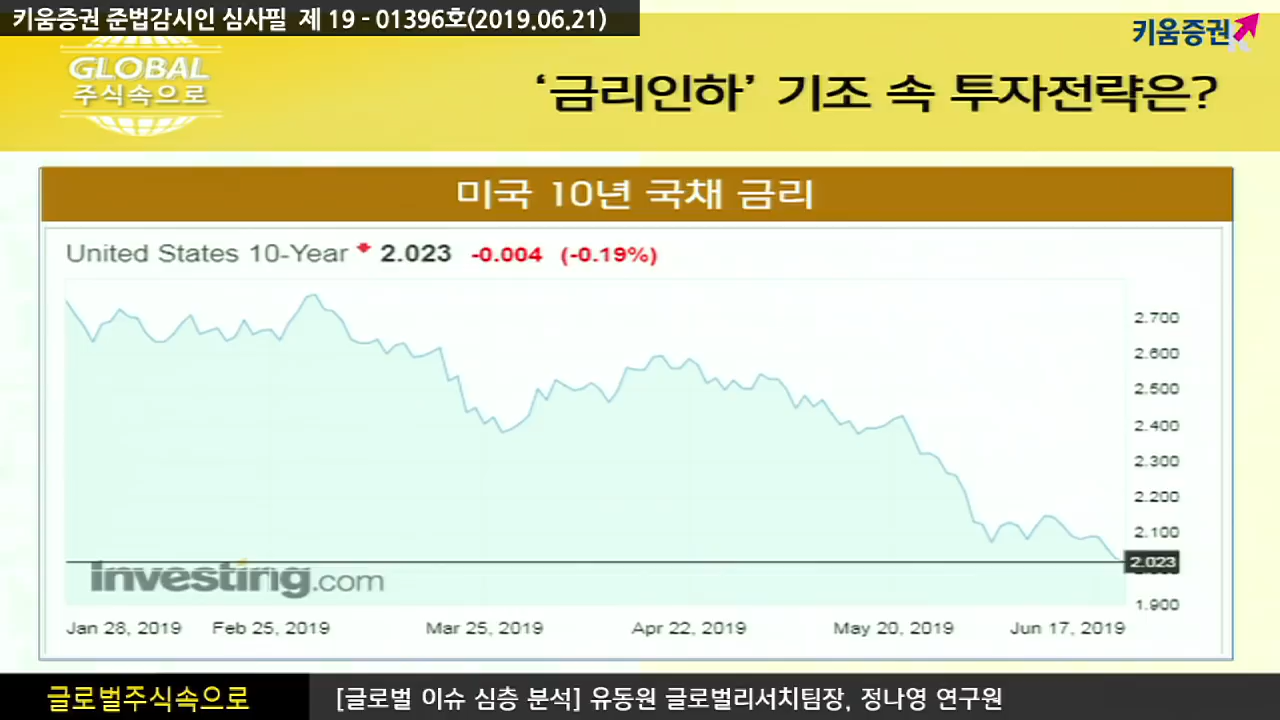 키움증권 준법감시인 심사필 제 19 - 01396호(2019.06.21)
키움증권
GLOBAL
주식속으로
‘금리인하’ 기조 속 투자전략은?
미국 10년 국채 금리
United States 10-Year 2.023 -0.004 (-0.19%)
2.700
2.600
2.500
2.400
2.300
2.200
2.100
2.023
1.900
Investing.com
Jan 28, 2019 Feb 25, 2019 Mar 25, 2019 Apr 22, 2019 May 20, 2019 Jun 17, 2019
글로벌주식속으로 [글로벌 이슈 심층 분석] 유동원 글로벌리서치팀장, 정나영 연구원